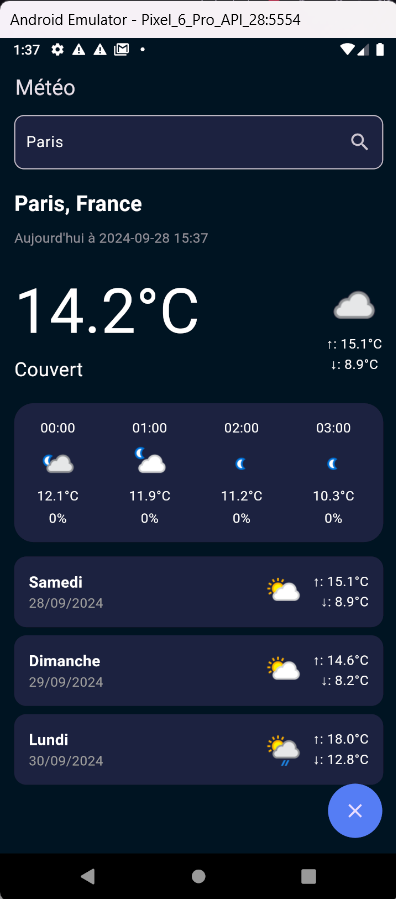 Android Emulator - Pixel_6_Pro_API_28:5554
1:37
Météo
Paris
Paris, France
Aujourd'hui à 2024-09-28 15:37
14.2°C
↑: 15.1°C
↓: 8.9°C
Couvert
00:00 01:00 02:00 03:00
12.1°C 11.9°C 11.2°C 10.3°C
0% 0% 0% 0%
Samedi ↑: 15.1°C
28/09/2024 ↓: 8.9°C
Dimanche ↑: 14.6°C
29/09/2024 ↓: 8.2°C
Lundi ↑: 18.0°C
30/09/2024 ↓: 12.8°C